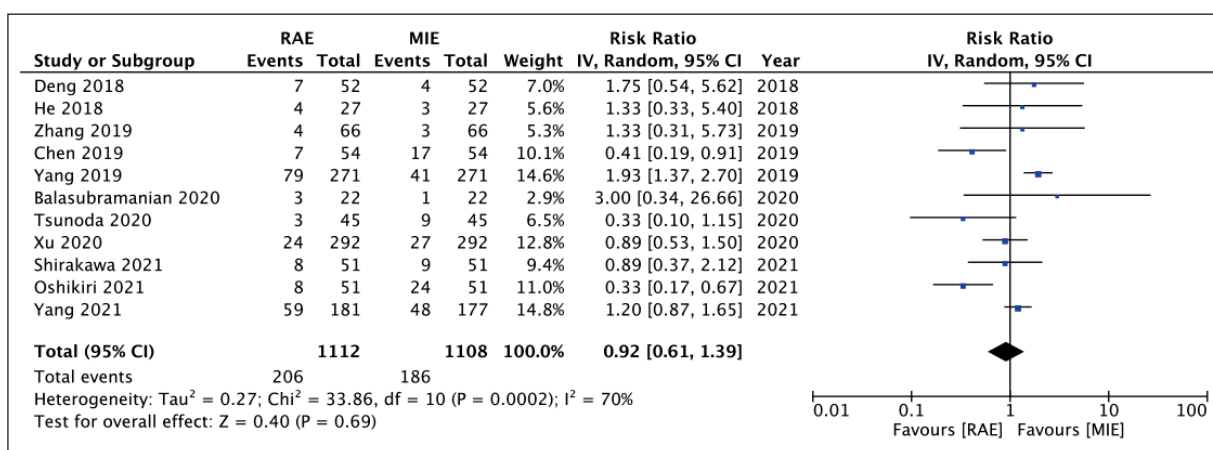 RAE MIE Risk Ratio Risk Ratio
Study or Subgroup Events Total Events Total Weight IV, Random, 95% CI Year IV, Random, 95% CI
Deng 2018 7 52 4 52 7.0% 1.75 [0.54, 5.62] 2018
He 2018 4 27 3 27 5.6% 1.33 [0.33, 5.40] 2018
Zhang 2019 4 66 3 66 5.3% 1.33 [0.31, 5.73] 2019
Chen 2019 7 54 17 54 10.1% 0.41 [0.19, 0.91] 2019
Yang 2019 79 271 41 271 14.6% 1.93 [1.37, 2.70] 2019
Balasubramanian 2020 3 22 1 22 2.9% 3.00 [0.34, 26.66] 2020
Tsunoda 2020 3 45 9 45 6.5% 0.33 [0.10, 1.15] 2020
Xu 2020 24 292 27 292 12.8% 0.89 [0.53, 1.50] 2020
Shirakawa 2021 8 51 9 51 9.4% 0.89 [0.37, 2.12] 2021
Oshikiri 2021 8 51 24 51 11.0% 0.33 [0.17, 0.67] 2021
Yang 2021 59 181 48 177 14.8% 1.20 [0.87, 1.65] 2021
Total (95% CI) 1112 1108 100.0% 0.92 [0.61, 1.39]
Total events 206 186
Heterogeneity: Tau² = 0.27; Chi² = 33.86, df = 10 (P = 0.0002); I² = 70%
Test for overall effect: Z = 0.40 (P = 0.69)
0.01 0.1 1 10 100
Favours [RAE] Favours [MIE]